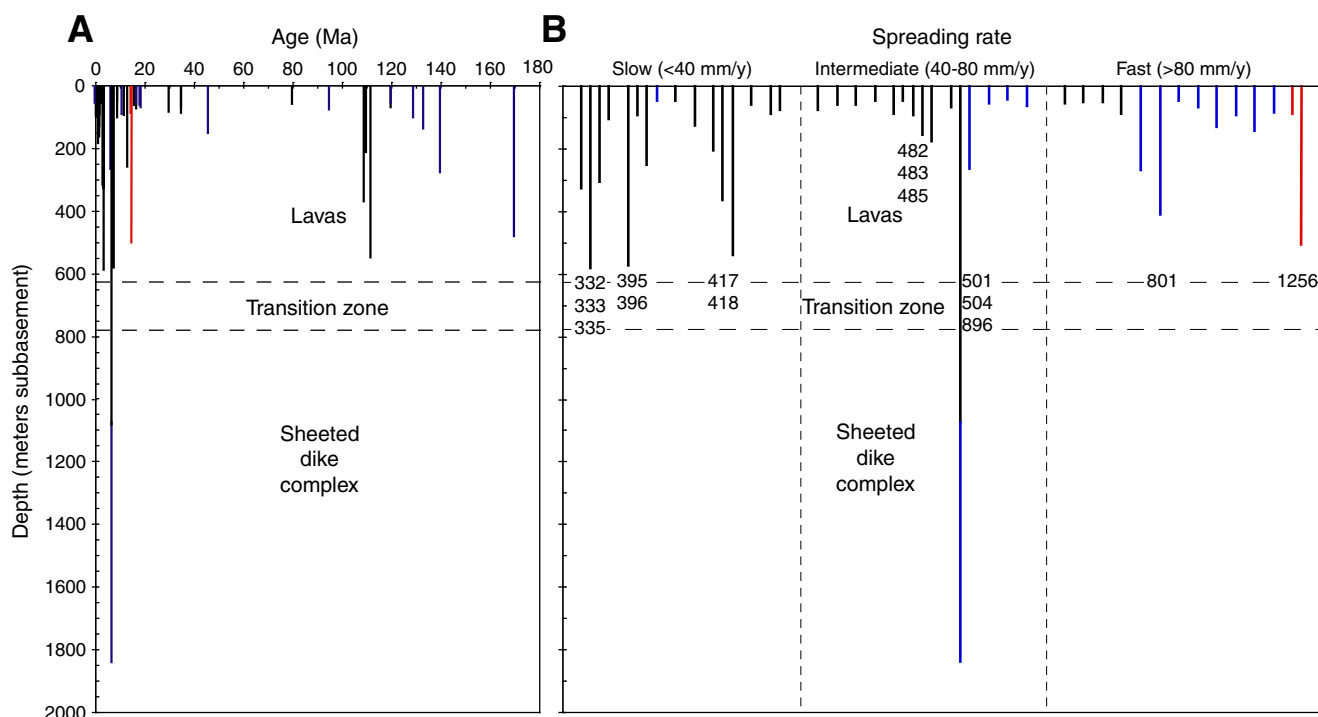 A
Age (Ma)
0 20 40 60 80 100 120 140 160 180
Depth (meters subbasement)
0
200
400
600
800
1000
1200
1400
1600
1800
2000
Lavas
Transition zone
Sheeted
dike
complex
B
Spreading rate
Slow (<40 mm/y) Intermediate (40-80 mm/y) Fast (>80 mm/y)
482
483
485
Lavas
332 395 417 501 801 1256
333 396 418 Transition zone 504
335 896
Sheeted
dike
complex